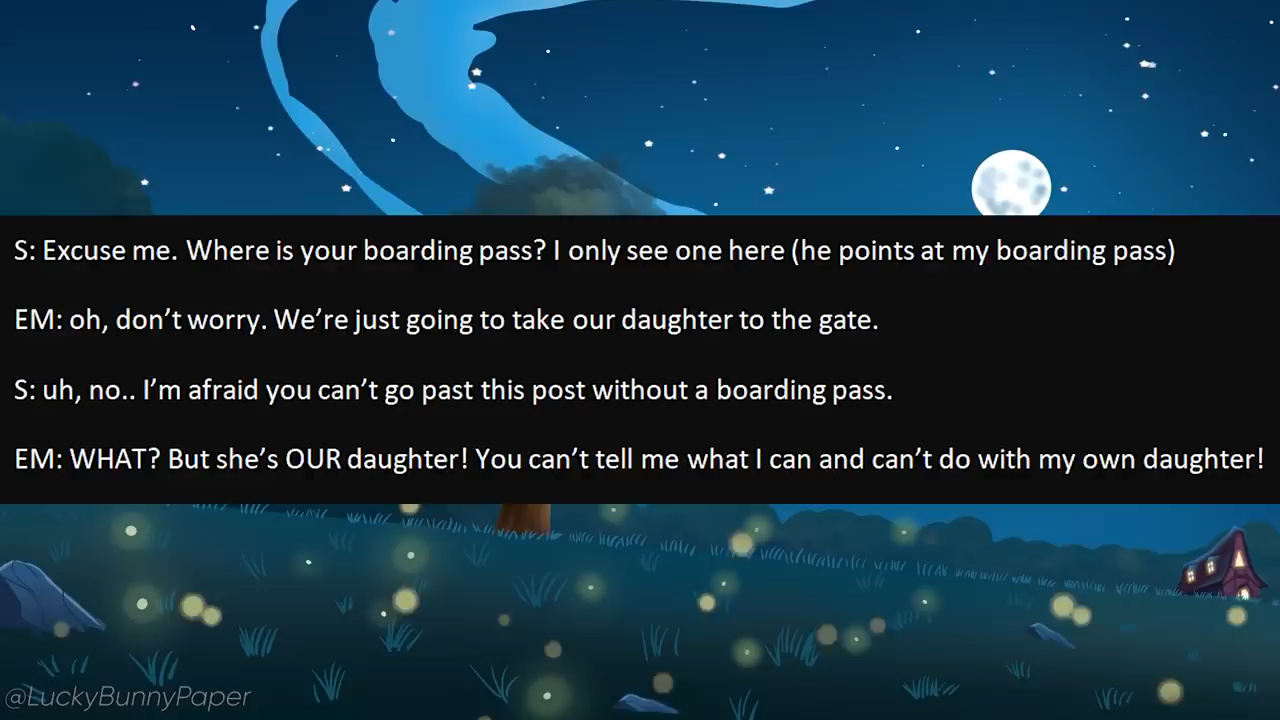 S: Excuse me. Where is your boarding pass? I only see one here (he points at my boarding pass)
EM: oh, don’t worry. We’re just going to take our daughter to the gate.
S: uh, no.. I’m afraid you can’t go past this post without a boarding pass.
EM: WHAT? But she’s OUR daughter! You can’t tell me what I can and can’t do with my own daughter!
@LuckyBunnyPaper